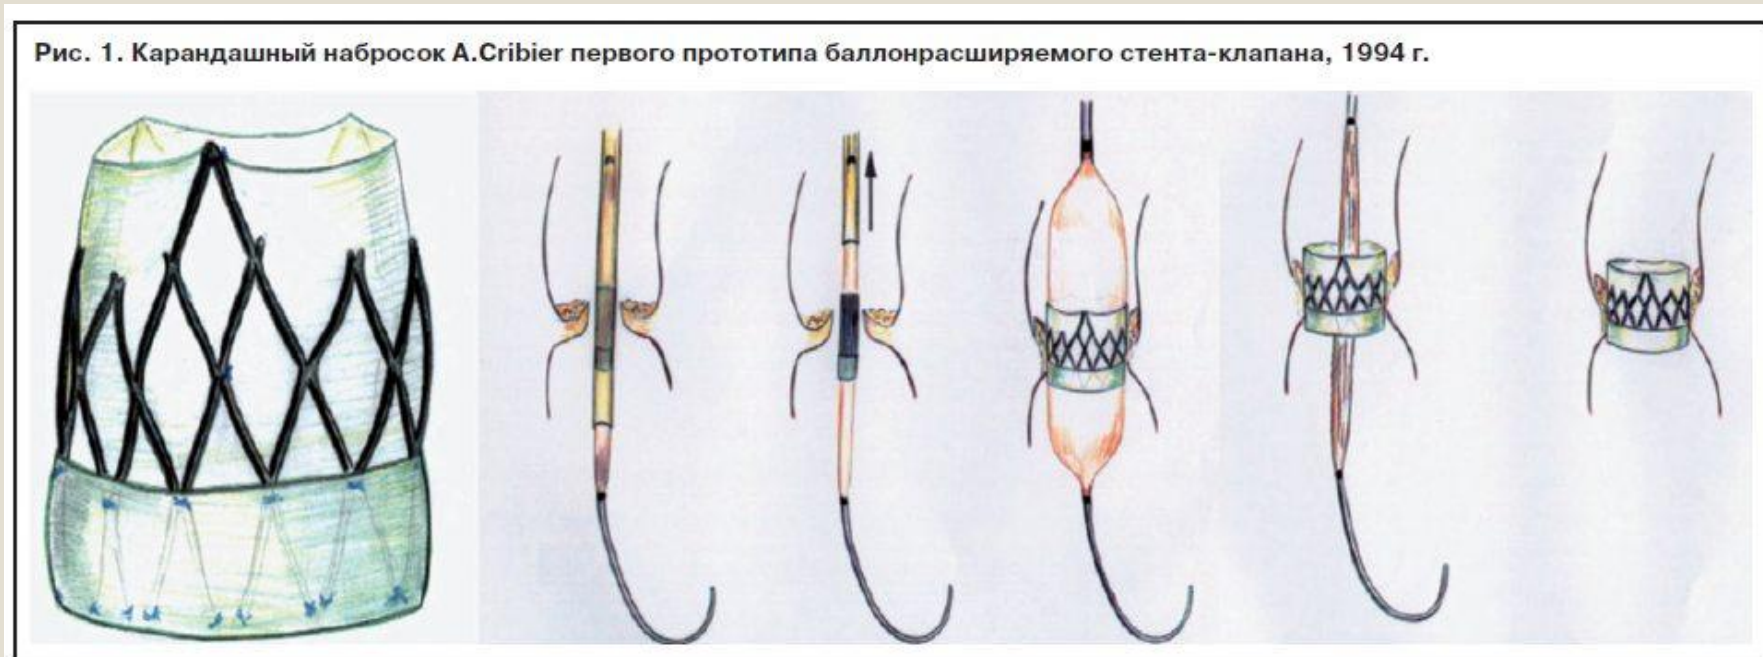 Рис. 1. Карандашный набросок A.Cribier первого прототипа баллонрасширяемого стента-клапана, 1994 г.